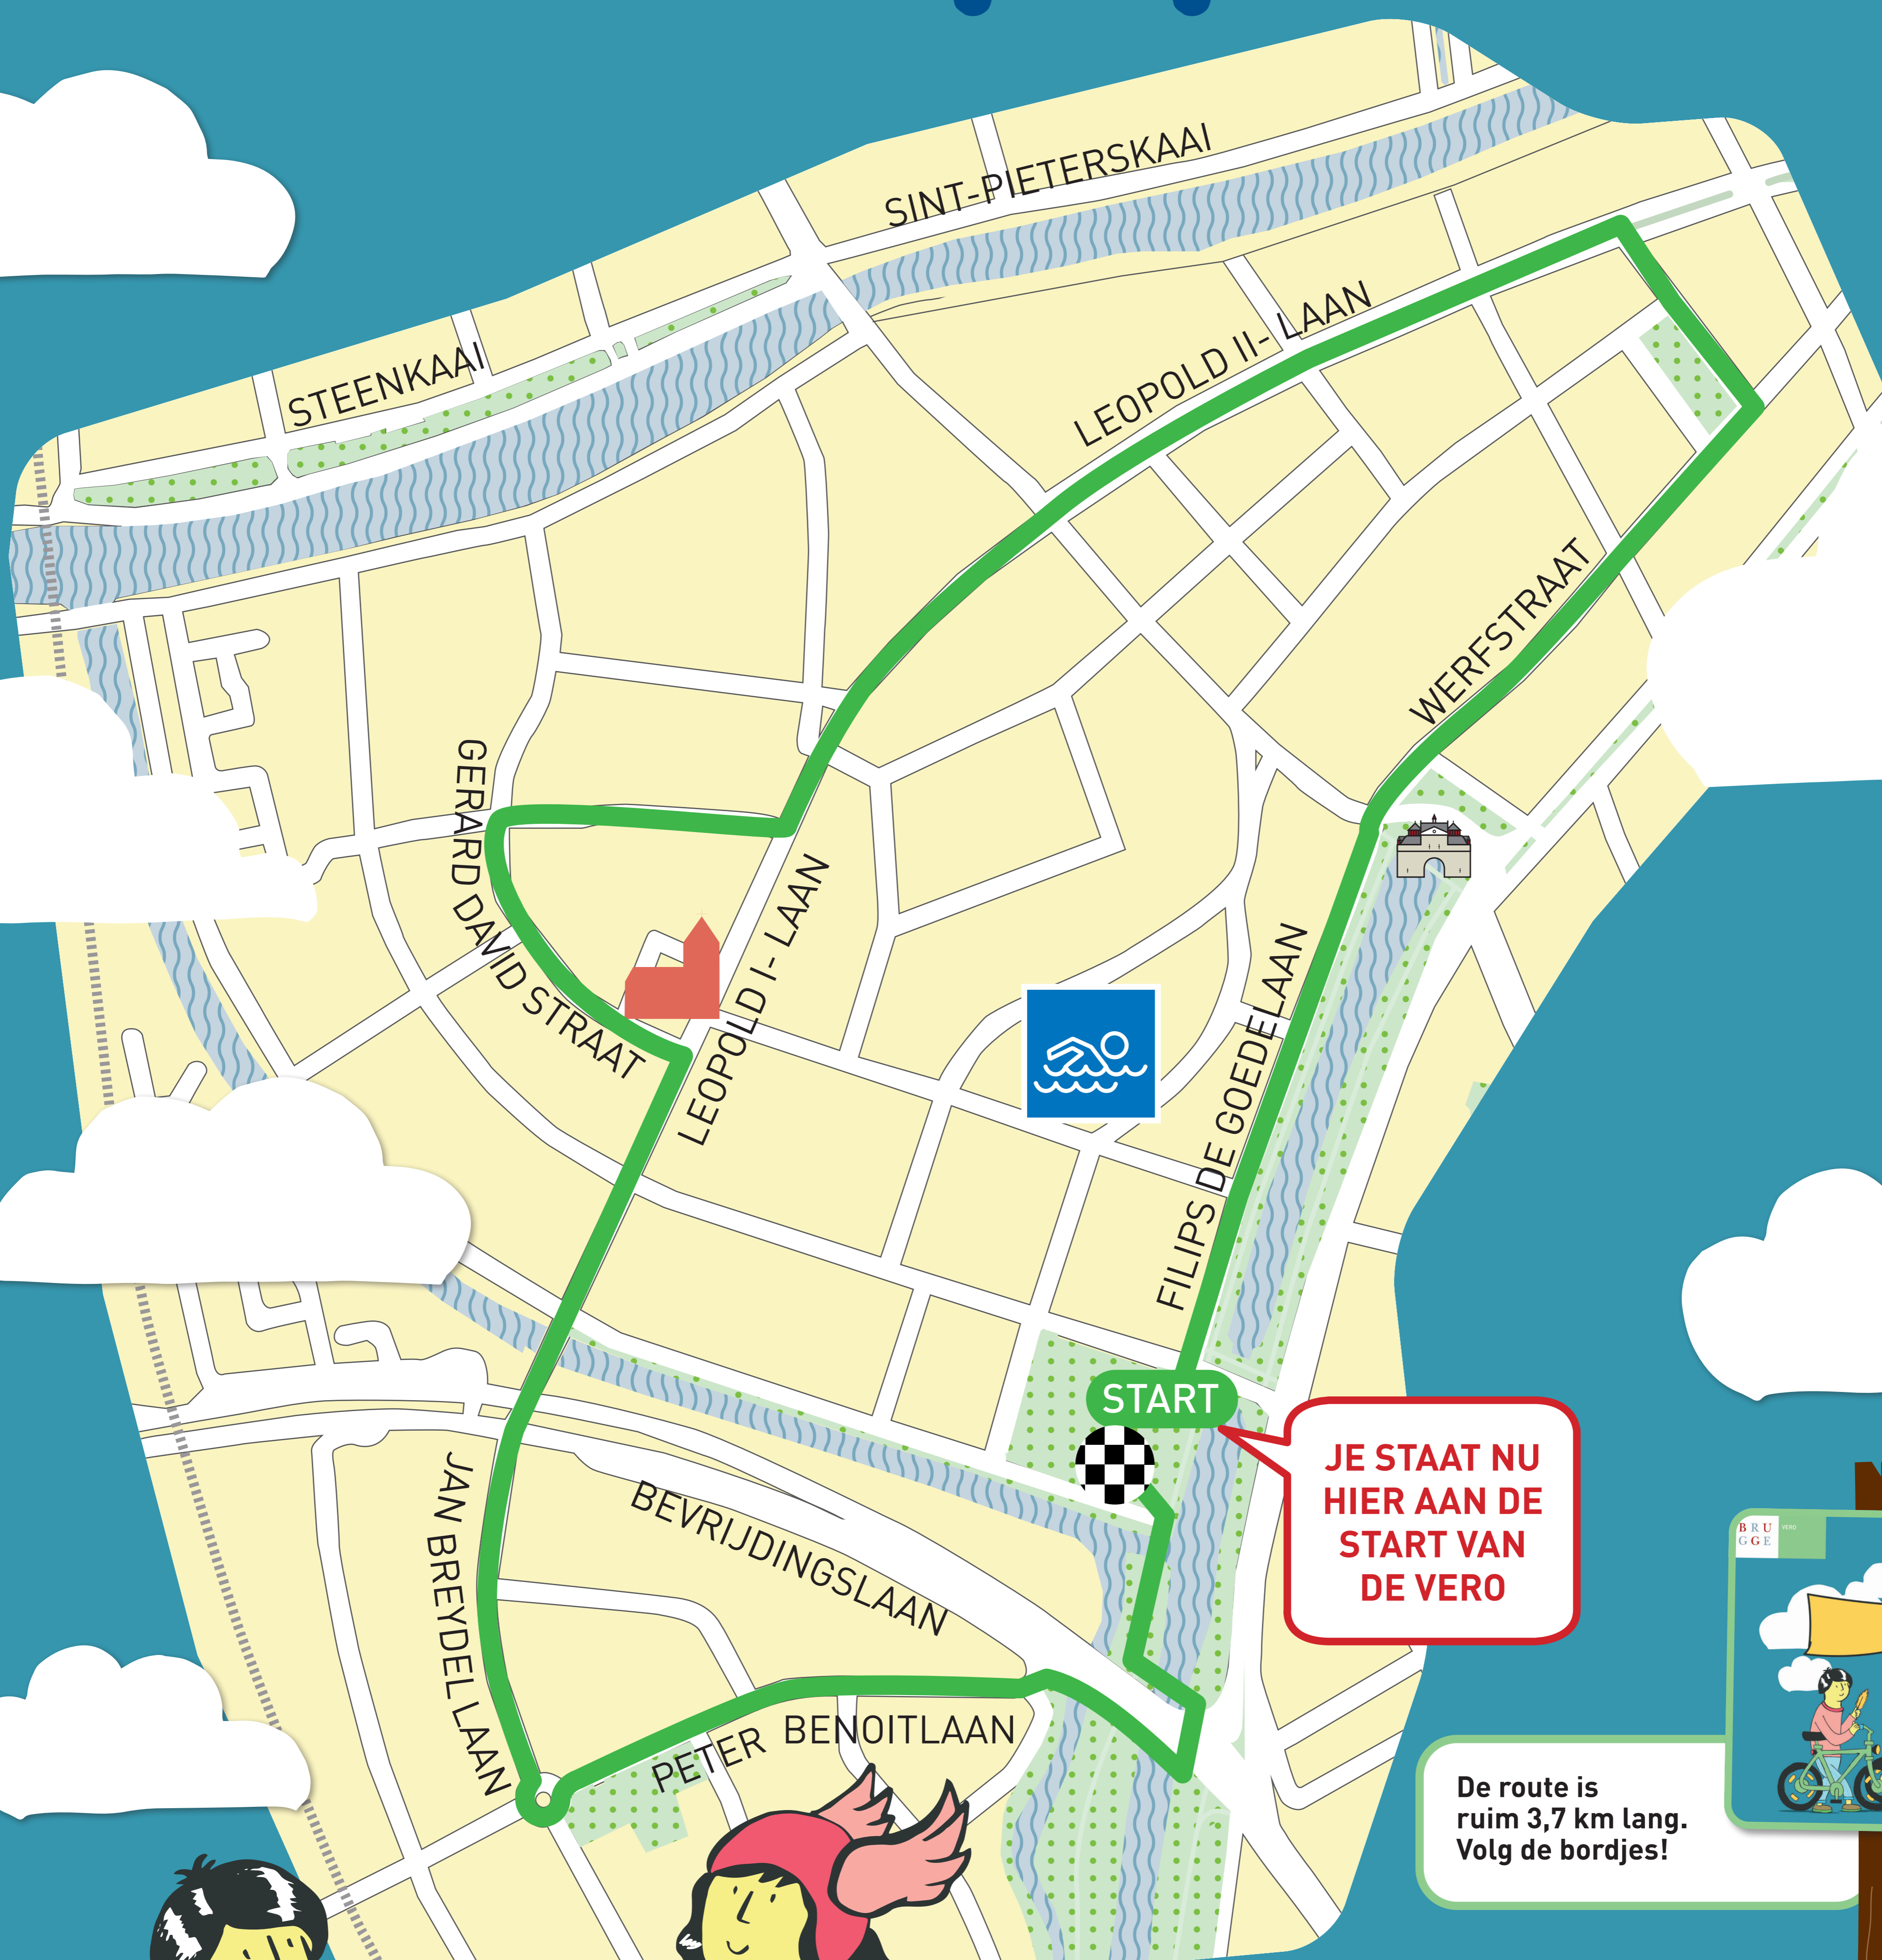 SINT-PIETERSKAAI
STEENKAAI
LEOPOLD II- LAAN
WERFSTRAAT
GERARD DAVID STRAAT
LEOPOLD I- LAAN
FILIPS DE GOEDELAAN
START
JE STAAT NU
HIER AAN DE
START VAN
DE VERO
JAN BREYDEL LAAN
BEVRIJDINGSLAAN
PETER BENOITLAAN
BRU
GGE
VERO
De route is
ruim 3,7 km lang.
Volg de bordjes!